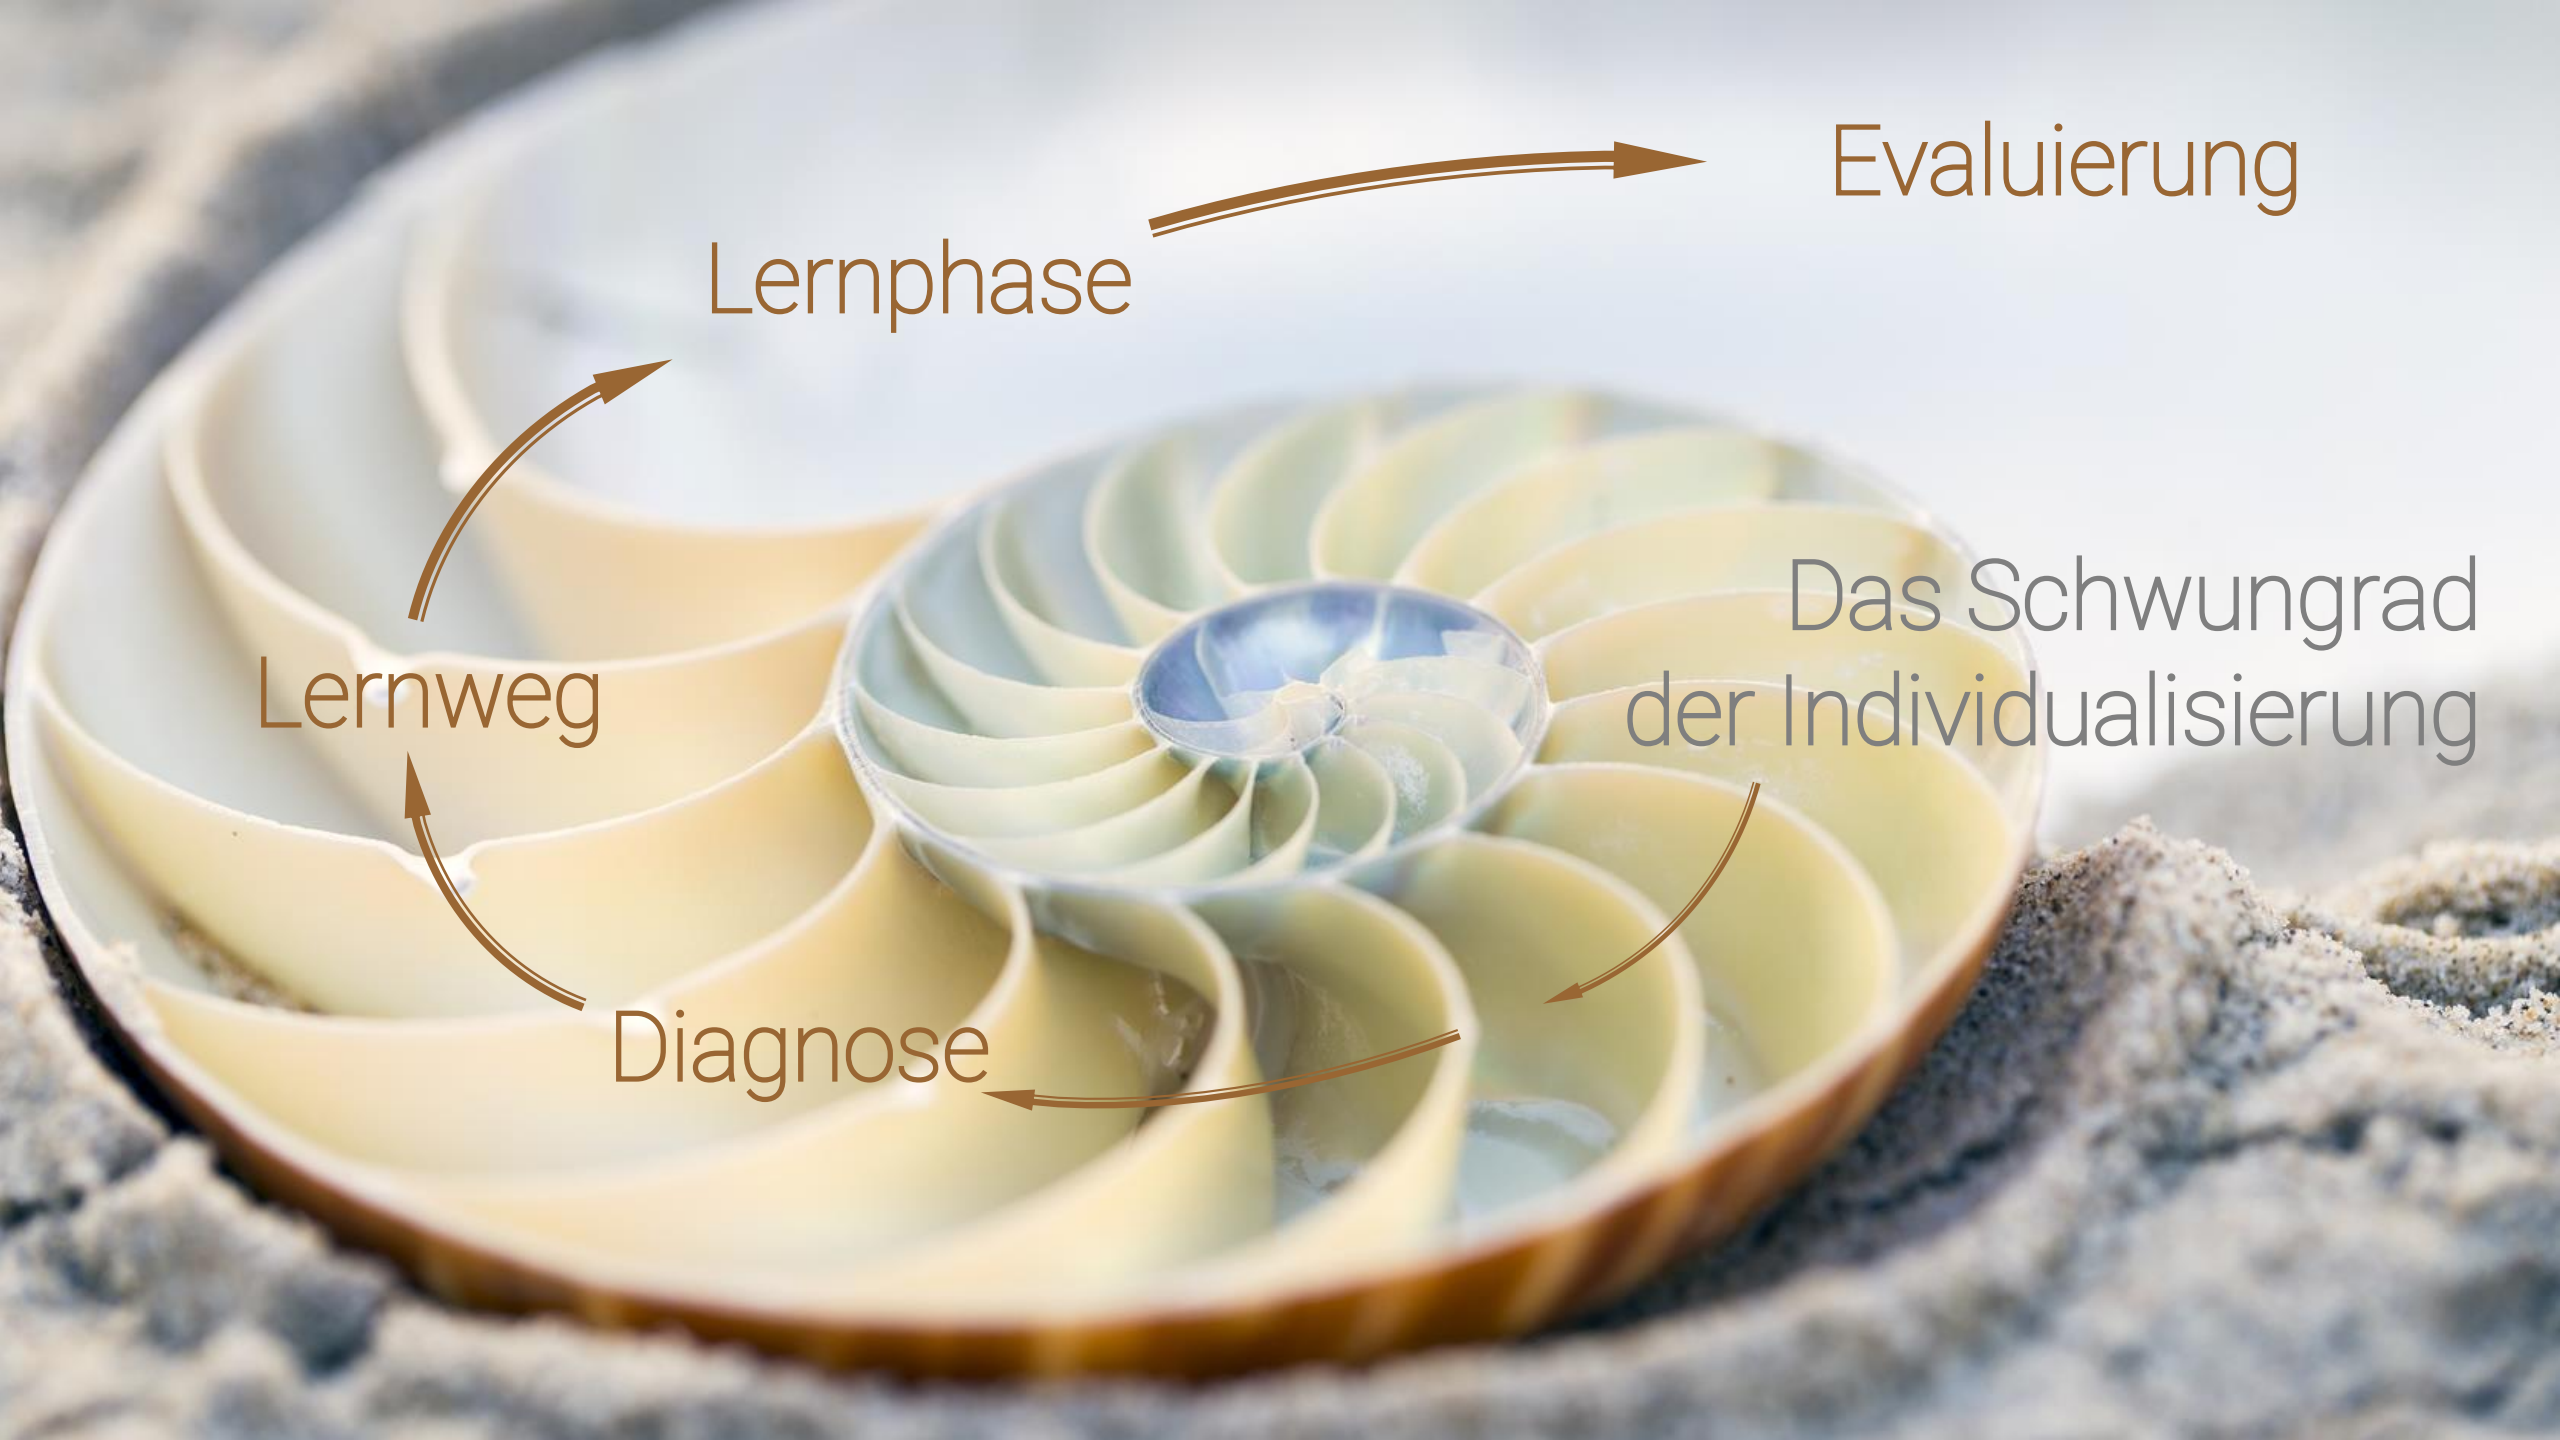 Evaluierung
Lernphase
Das Schwungrad
der Individualisierung
Lernweg
Diagnose